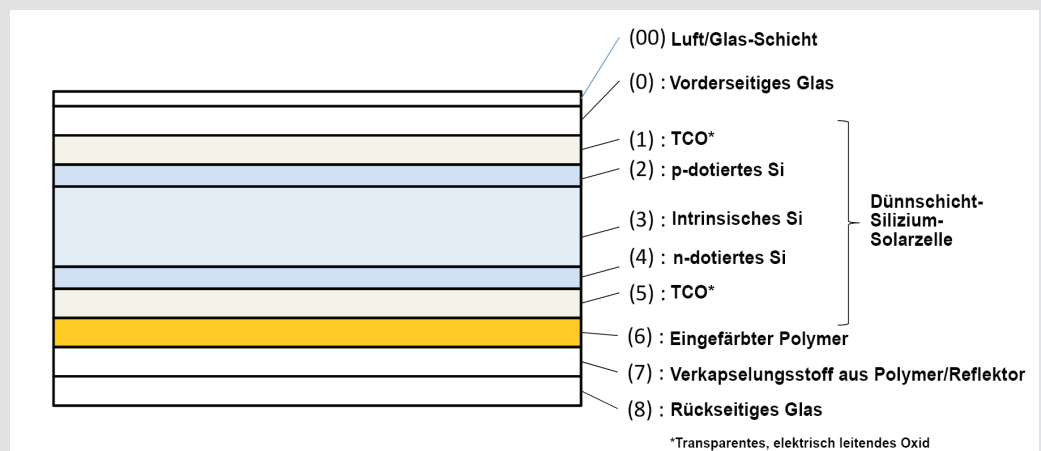 (00) Luft/Glas-Schicht
(0) : Vorderseitiges Glas
(1) : TCO*
(2) : p-dotiertes Si
(3) : Intrinsisches Si
(4) : n-dotiertes Si
(5) : TCO*
Dünnschicht-
Silizium-
Solarzelle
(6) : Eingefärbter Polymer
(7) : Verkapselungsstoff aus Polymer/Reflektor
(8) : Rückseitiges Glas
*Transparentes, elektrisch leitendes Oxid